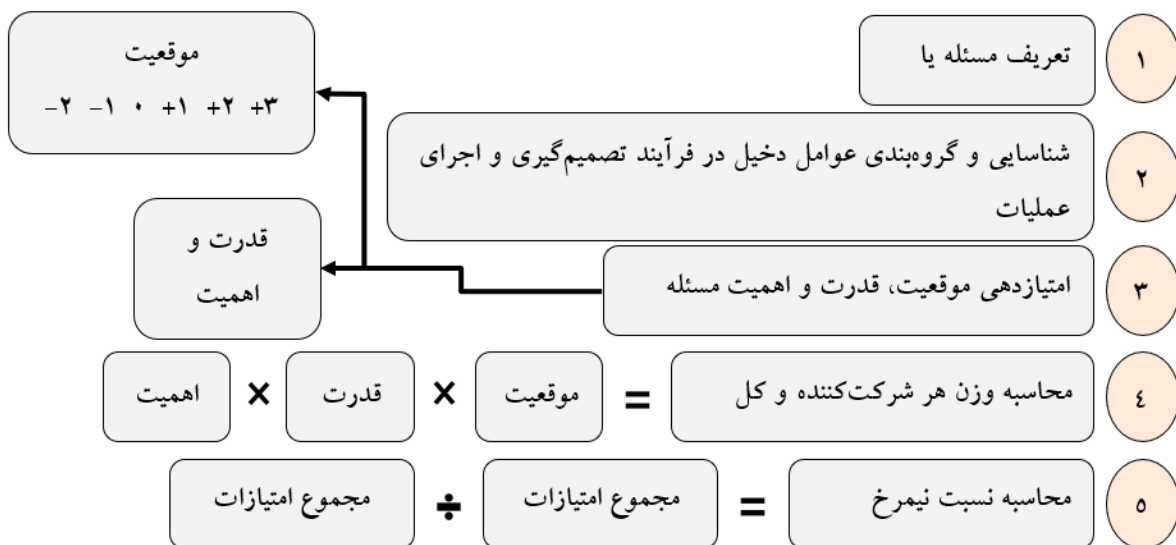 ۱
تعریف مسئله یا
موقعیت
+۳ +۲ +۱ ۰ -۱ -۲
۲
شناسایی و گروه‌بندی عوامل دخیل در فرآیند تصمیم‌گیری و اجرای
عملیات
۳
امتیازدهی موقعیت، قدرت و اهمیت مسئله
قدرت و
اهمیت
٤
محاسبه وزن هر شرکت‌کننده و کل = موقعیت × قدرت × اهمیت
٥
محاسبه نسبت نیمرخ = مجموع امتیازات ÷ مجموع امتیازات